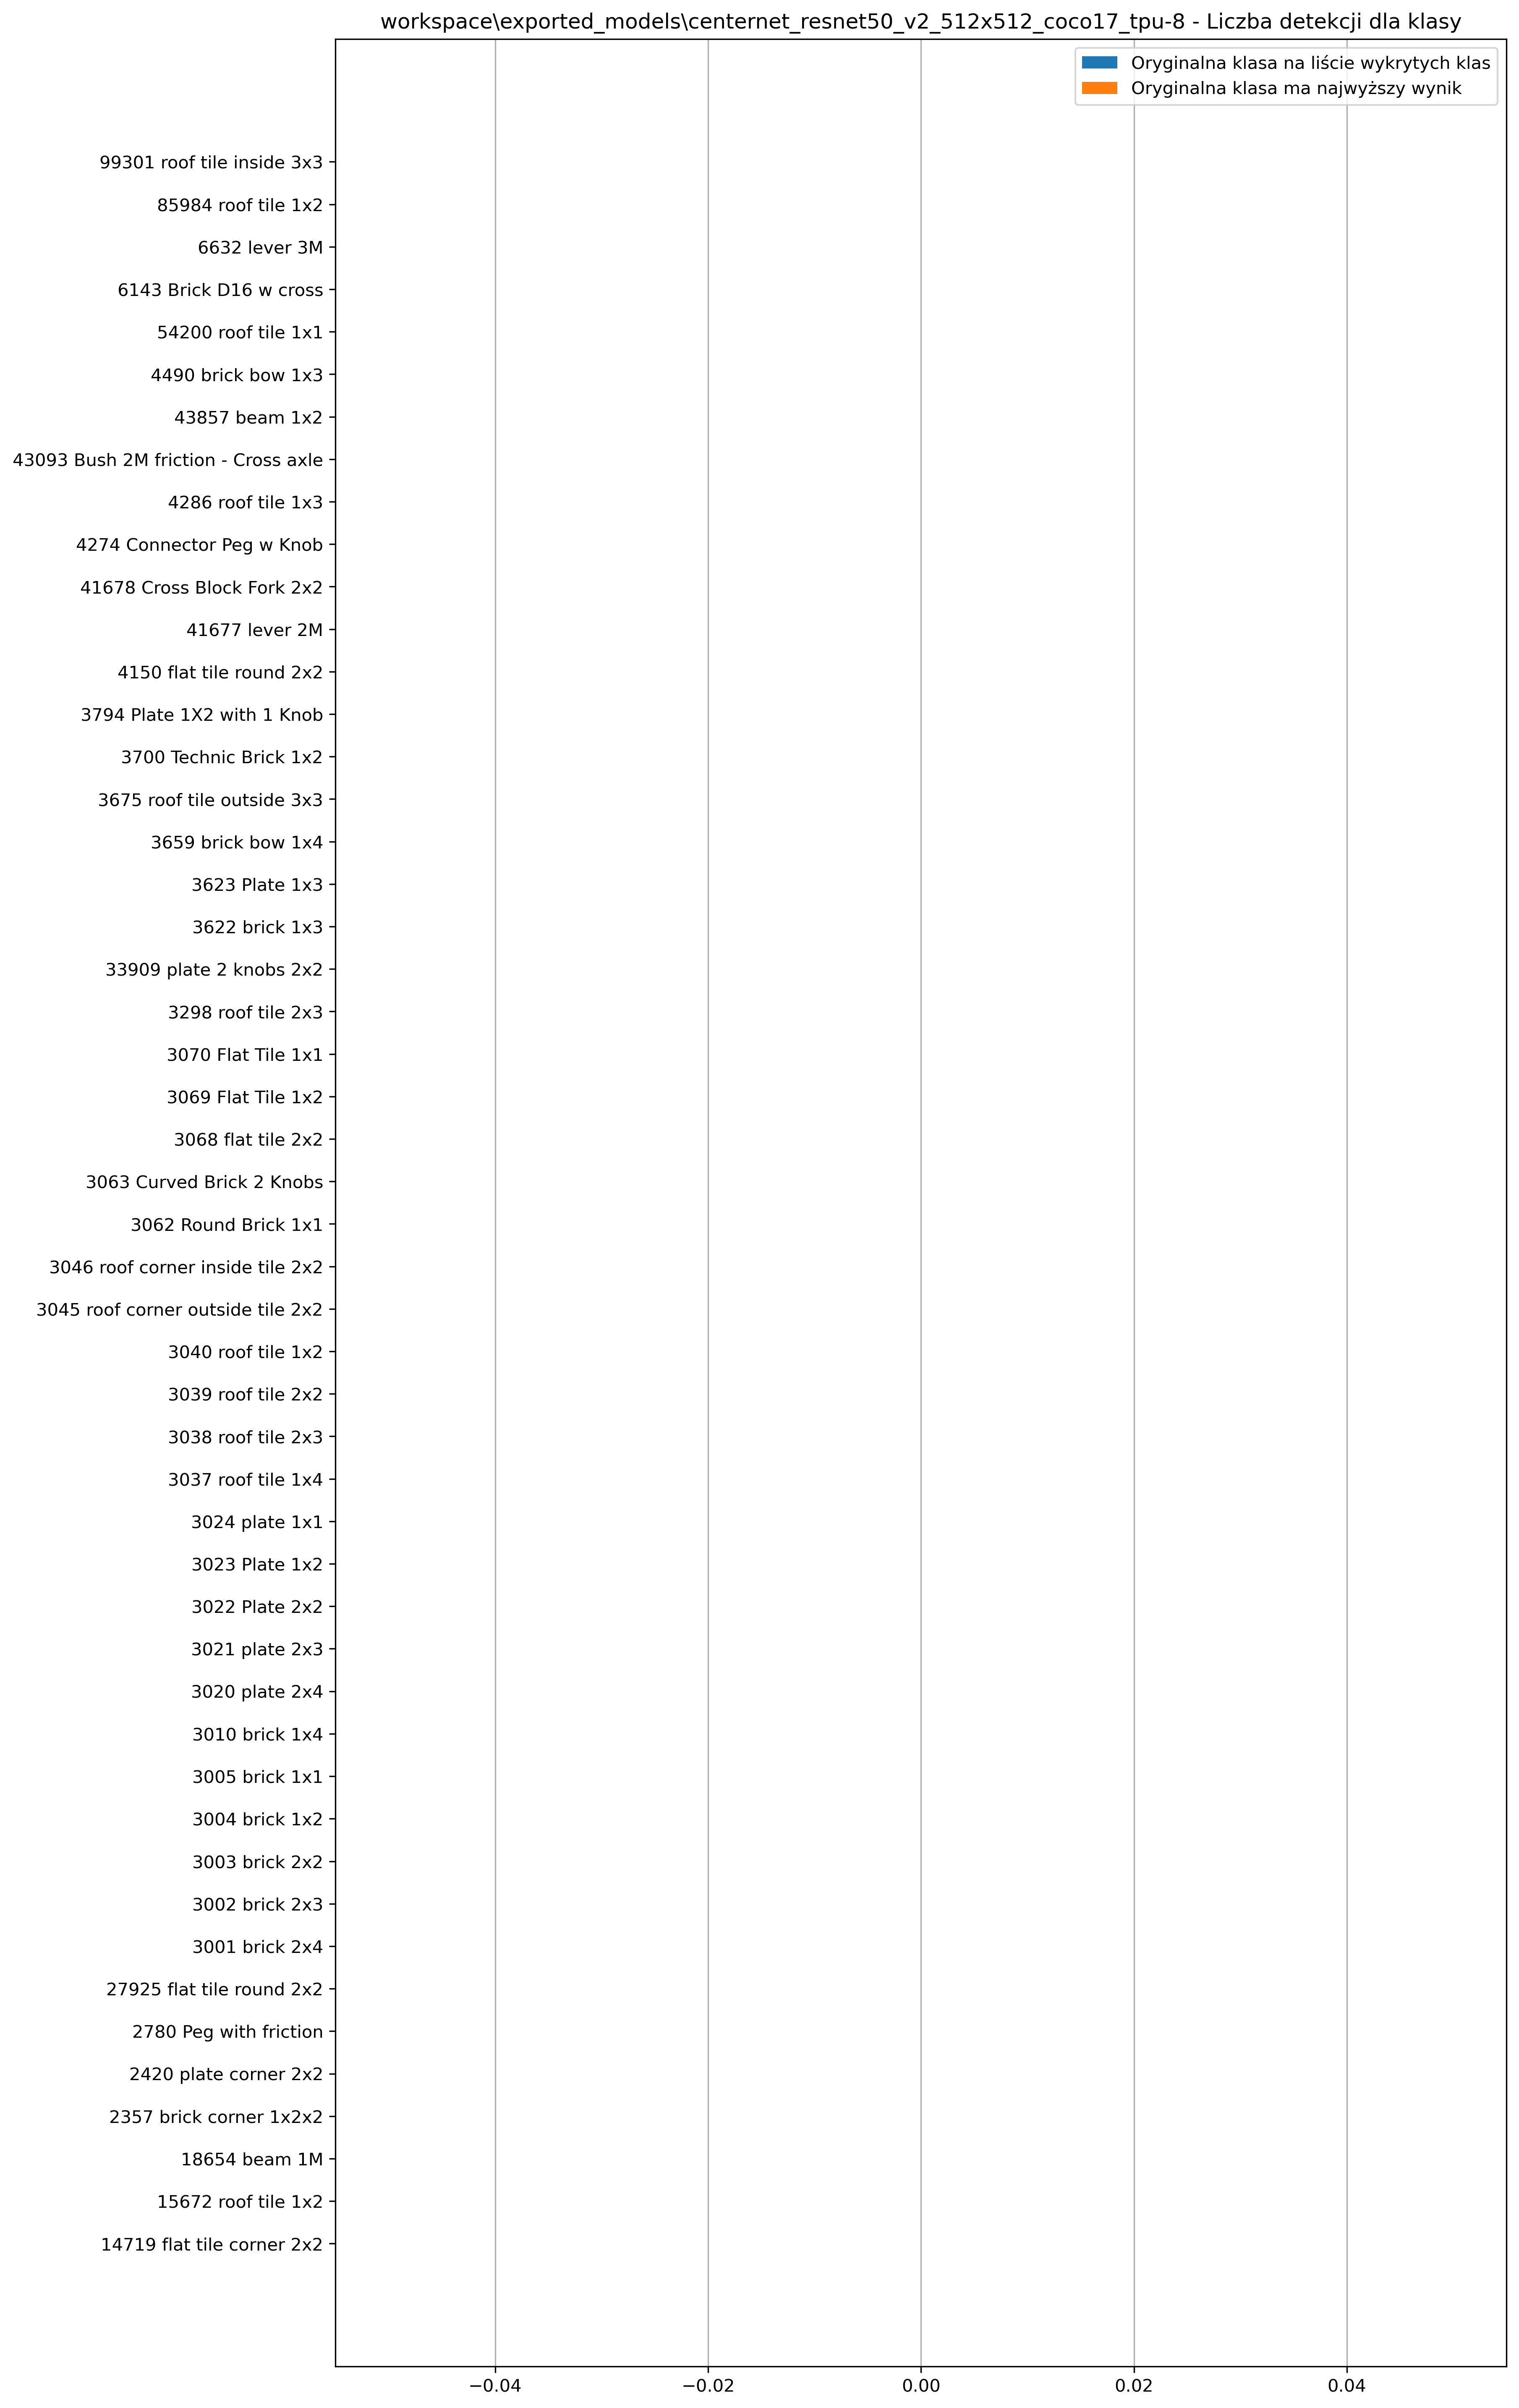 workspace\exported_models\centernet_resnet50_v2_512x512_coco17_tpu-8 - Liczba detekcji dla klasy
Oryginalna klasa na liście wykrytych klas
Oryginalna klasa ma najwyższy wynik
99301 roof tile inside 3x3
85984 roof tile 1x2
6632 lever 3M
6143 Brick D16 w cross
54200 roof tile 1x1
4490 brick bow 1x3
43857 beam 1x2
43093 Bush 2M friction - Cross axle
4286 roof tile 1x3
4274 Connector Peg w Knob
41678 Cross Block Fork 2x2
41677 lever 2M
4150 flat tile round 2x2
3794 Plate 1X2 with 1 Knob
3700 Technic Brick 1x2
3675 roof tile outside 3x3
3659 brick bow 1x4
3623 Plate 1x3
3622 brick 1x3
33909 plate 2 knobs 2x2
3298 roof tile 2x3
3070 Flat Tile 1x1
3069 Flat Tile 1x2
3068 flat tile 2x2
3063 Curved Brick 2 Knobs
3062 Round Brick 1x1
3046 roof corner inside tile 2x2
3045 roof corner outside tile 2x2
3040 roof tile 1x2
3039 roof tile 2x2
3038 roof tile 2x3
3037 roof tile 1x4
3024 plate 1x1
3023 Plate 1x2
3022 Plate 2x2
3021 plate 2x3
3020 plate 2x4
3010 brick 1x4
3005 brick 1x1
3004 brick 1x2
3003 brick 2x2
3002 brick 2x3
3001 brick 2x4
27925 flat tile round 2x2
2780 Peg with friction
2420 plate corner 2x2
2357 brick corner 1x2x2
18654 beam 1M
15672 roof tile 1x2
14719 flat tile corner 2x2
−0.04 −0.02 0.00 0.02 0.04